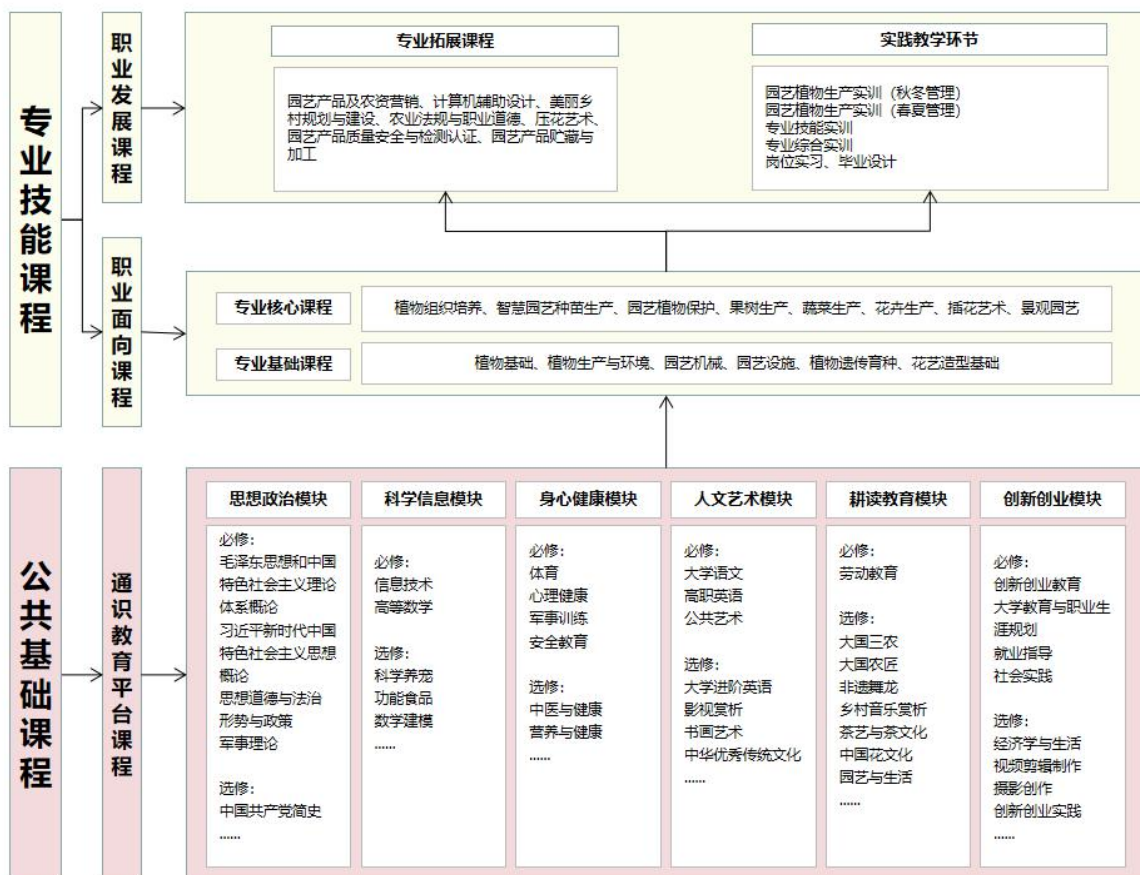 专业技能课程
职业发展课程
专业拓展课程
园艺产品及农资营销、计算机辅助设计、美丽乡
村规划与建设、农业法规与职业道德、压花艺术、
园艺产品质量安全与检测认证、园艺产品贮藏与
加工
实践教学环节
园艺植物生产实训（秋冬管理）
园艺植物生产实训（春夏管理）
专业技能实训
专业综合实训
岗位实习、毕业设计
职业面向课程
专业核心课程
植物组织培养、智慧园艺种苗生产、园艺植物保护、果树生产、蔬菜生产、花卉生产、插花艺术、景观园艺
专业基础课程
植物基础、植物生产与环境、园艺机械、园艺设施、植物遗传育种、花艺造型基础
公共基础课程
通识教育平台课程
思想政治模块
必修：
毛泽东思想和中国
特色社会主义理论
体系概论
习近平新时代中国
特色社会主义思想
概论
思想道德与法治
形势与政策
军事理论
选修：
中国共产党简史
......
科学信息模块
必修：
信息技术
高等数学
选修：
科学养宠
功能食品
数学建模
......
身心健康模块
必修：
体育
心理健康
军事训练
安全教育
选修：
中医与健康
营养与健康
......
人文艺术模块
必修：
大学语文
高职英语
公共艺术
选修：
大学进阶英语
影视赏析
书画艺术
中华优秀传统文化
......
耕读教育模块
必修：
劳动教育
选修：
大国三农
大国农匠
非遗舞龙
乡村音乐赏析
茶艺与茶文化
中国花文化
园艺与生活
......
创新创业模块
必修：
创新创业教育
大学教育与职业生
涯规划
就业指导
社会实践
选修：
经济学与生活
视频剪辑制作
摄影创作
创新创业实践
......